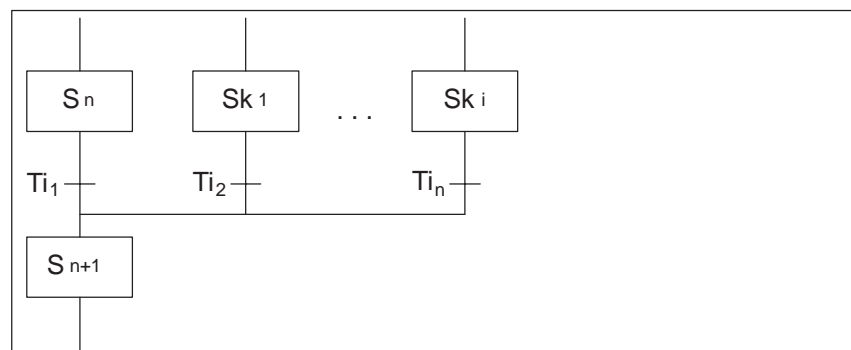 S n Sk 1 . . . Sk i
Ti₁ Ti₂ Tiₙ
S n+1